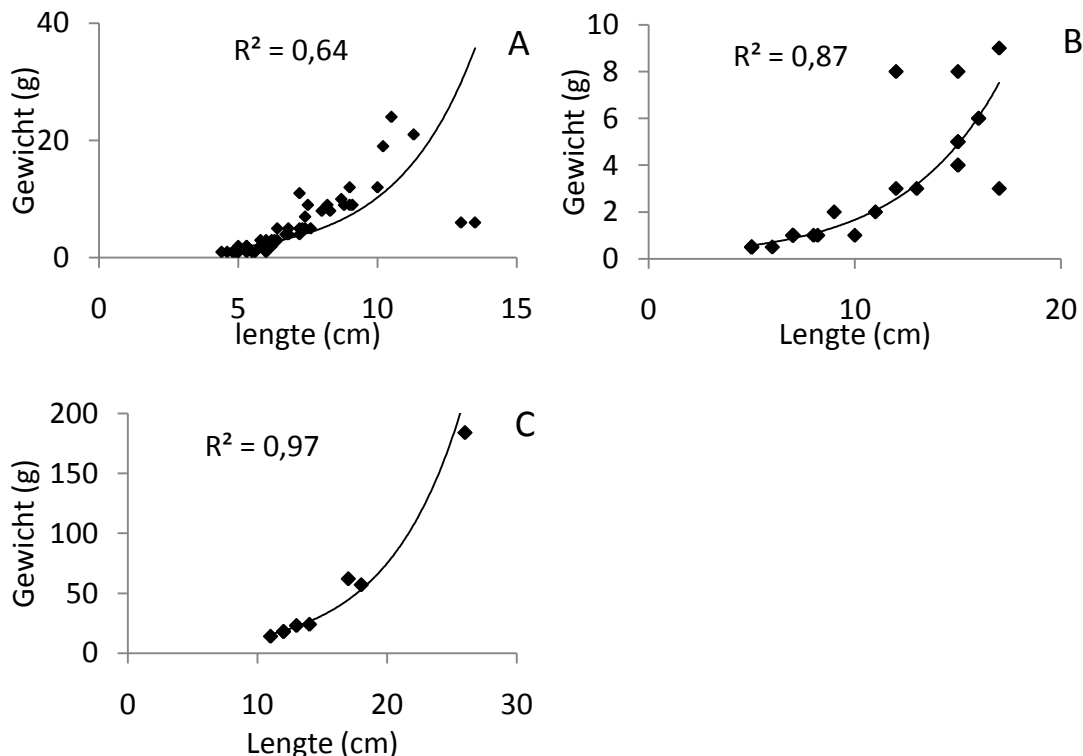 A
R² = 0,64
Gewicht (g)
40
20
0
0 5 10 15
lengte (cm)
B
R² = 0,87
Gewicht (g)
10
8
6
4
2
0
0 10 20
Lengte (cm)
C
R² = 0,97
Gewicht (g)
200
150
100
50
0
0 10 20 30
Lengte (cm)